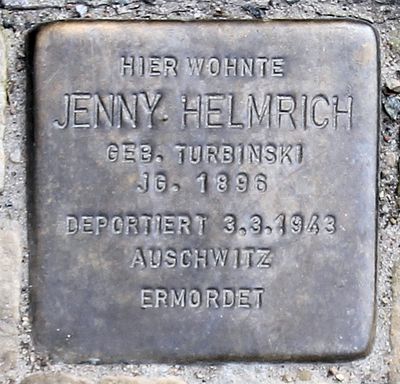 HIER WOHNTE
JENNY HELMRICH
GEB. TURBINSKI
JG. 1896
DEPORTIERT 3.3.1943
AUSCHWITZ
ERMORDET